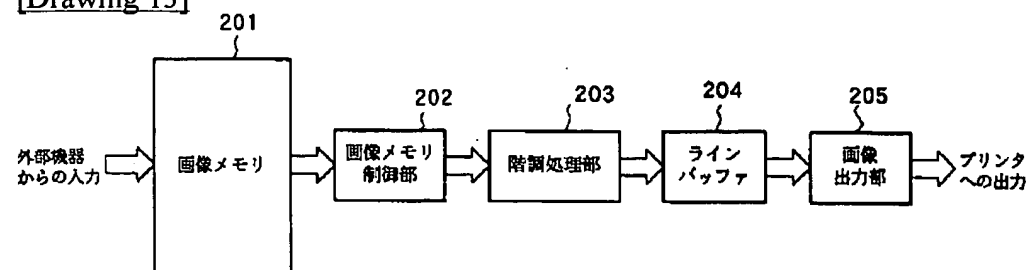 [Drawing 15]
201
202
203
204
205
外部機器
からの入力
画像メモリ
画像メモリ
制御部
階調処理部
ライン
バッファ
画像
出力部
プリンタ
への出力